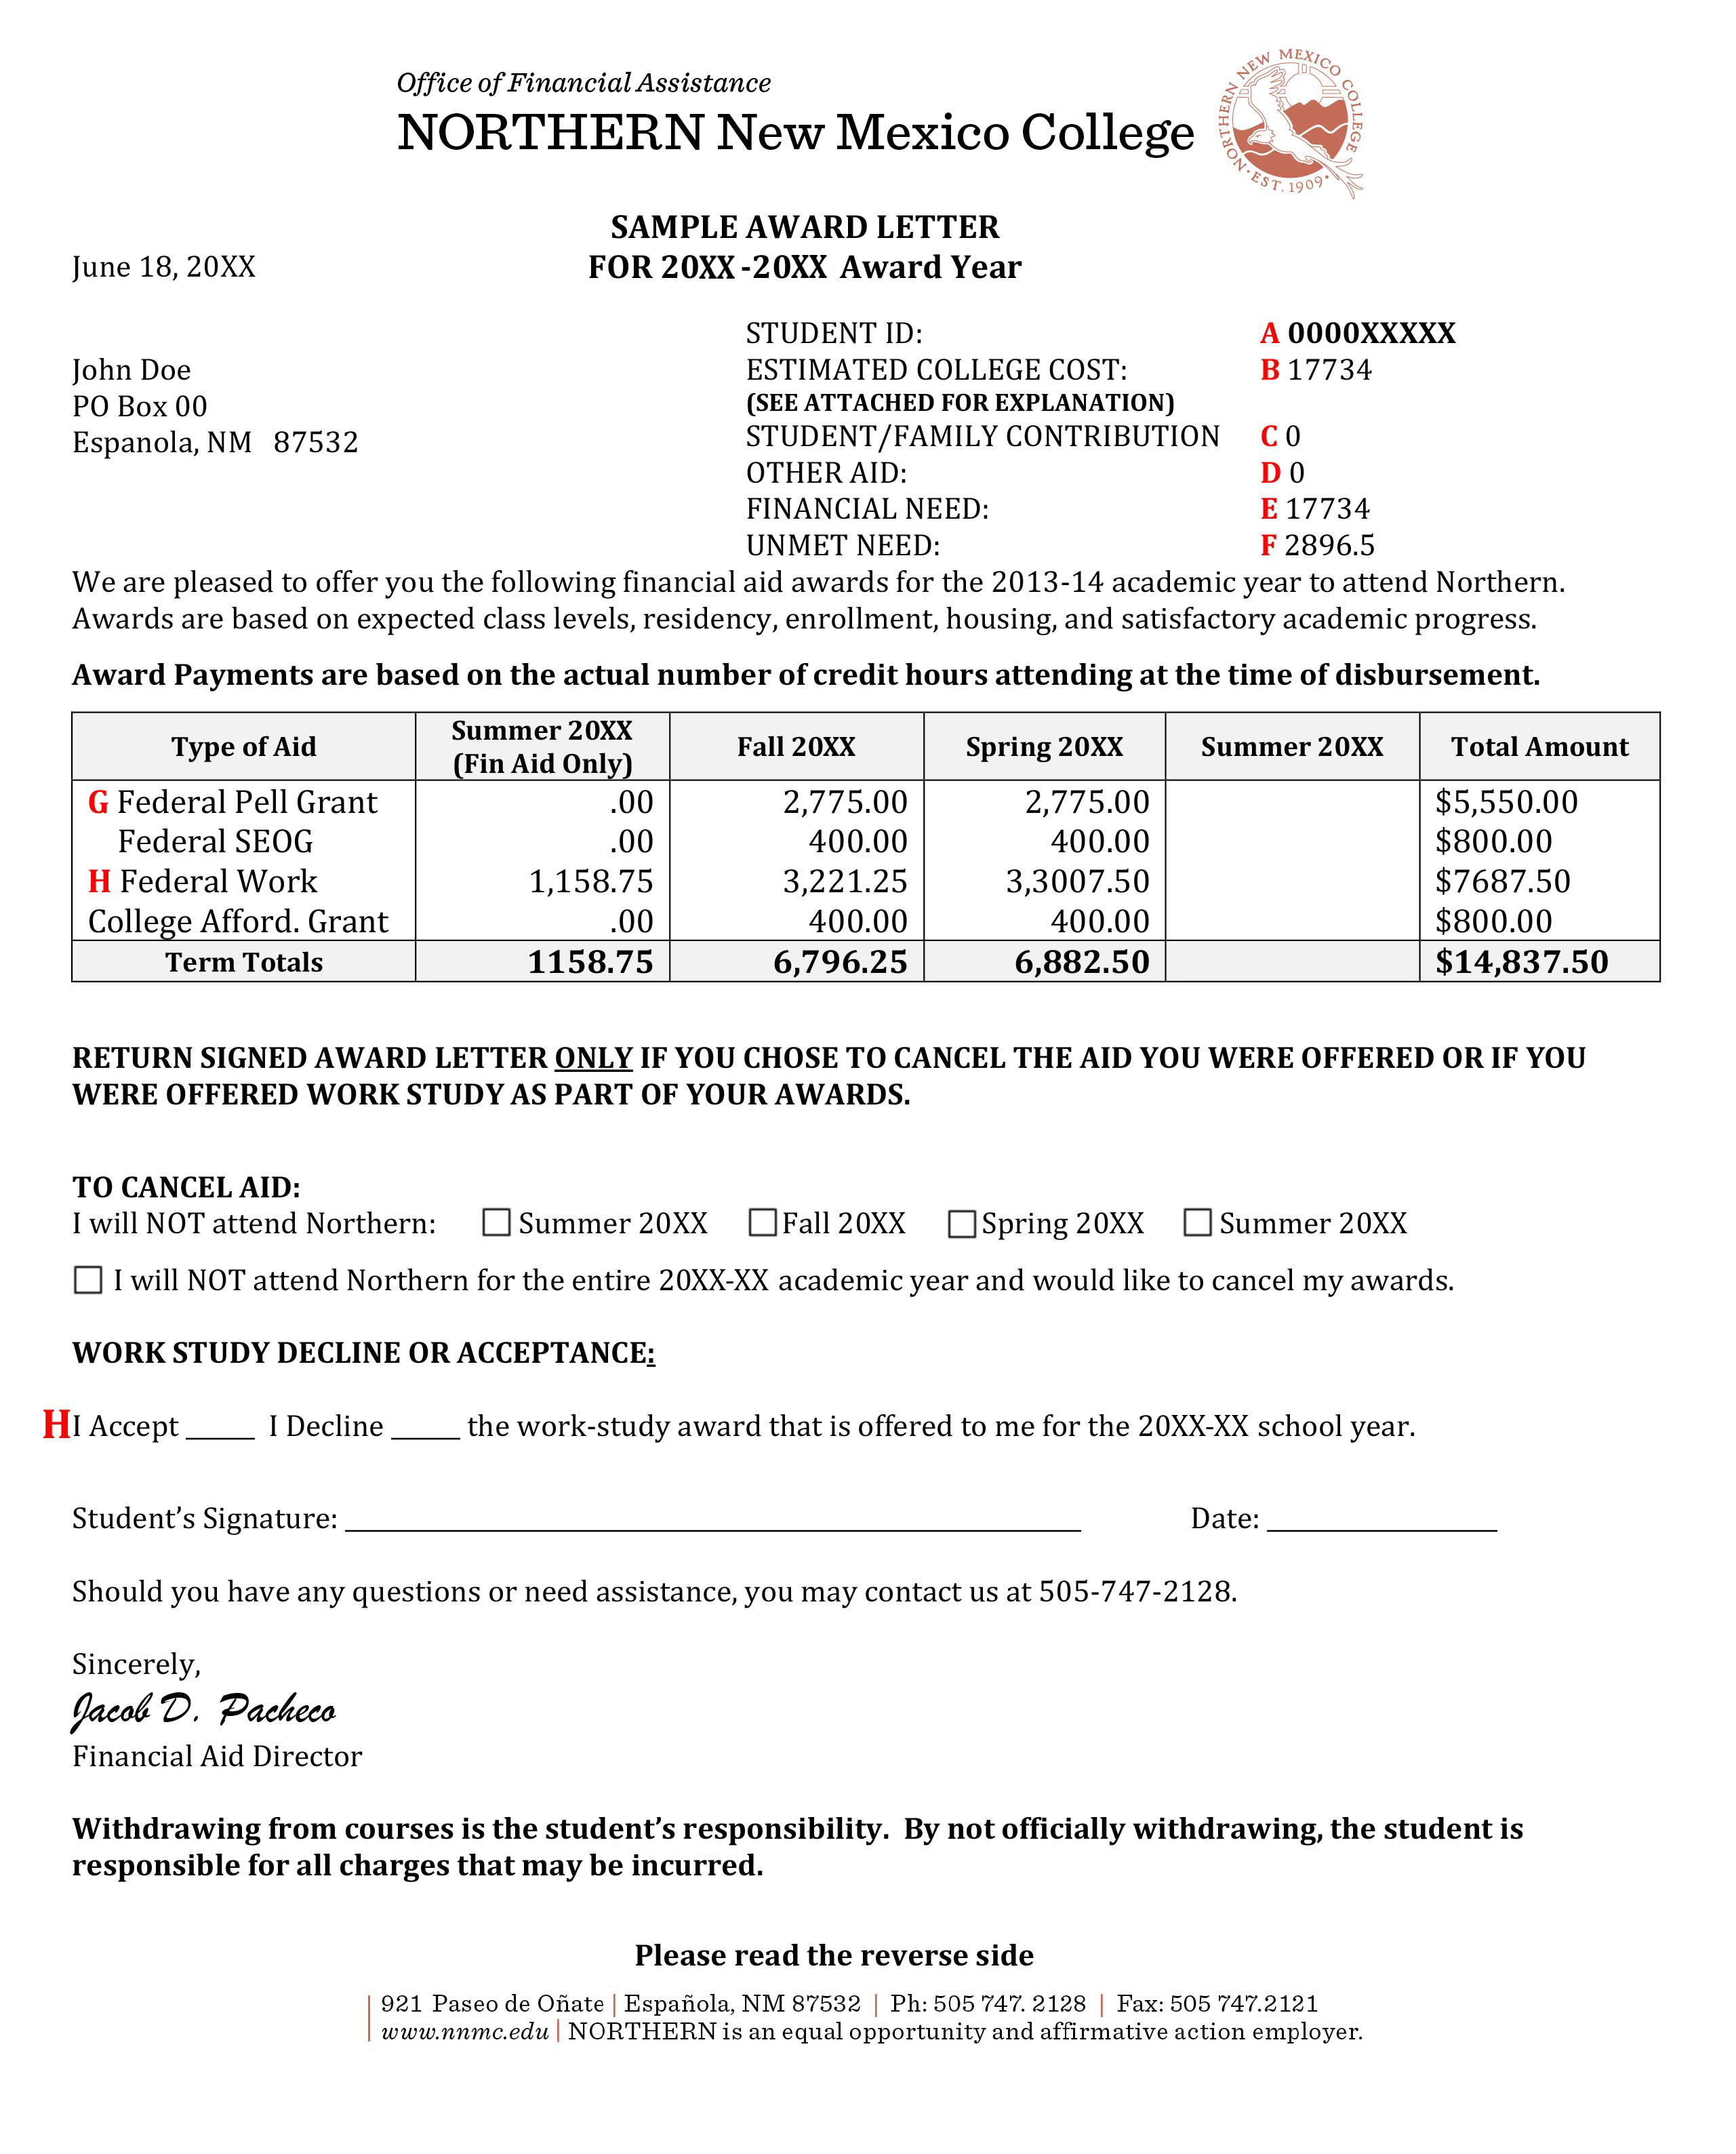 Office of Financial Assistance
NORTHERN New Mexico College
NORTHERN NEW MEXICO COLLEGE
• EST. 1909 •
SAMPLE AWARD LETTER
June 18, 20XX FOR 20XX -20XX Award Year
STUDENT ID: A 0000XXXXX
John Doe ESTIMATED COLLEGE COST: B 17734
PO Box 00 (SEE ATTACHED FOR EXPLANATION)
Espanola, NM 87532 STUDENT/FAMILY CONTRIBUTION C 0
OTHER AID: D 0
FINANCIAL NEED: E 17734
UNMET NEED: F 2896.5
We are pleased to offer you the following financial aid awards for the 2013-14 academic year to attend Northern.
Awards are based on expected class levels, residency, enrollment, housing, and satisfactory academic progress.
Award Payments are based on the actual number of credit hours attending at the time of disbursement.
Type of Aid Summer 20XX (Fin Aid Only) Fall 20XX Spring 20XX Summer 20XX Total Amount
G Federal Pell Grant .00 2,775.00 2,775.00 $5,550.00
Federal SEOG .00 400.00 400.00 $800.00
H Federal Work 1,158.75 3,221.25 3,3007.50 $7687.50
College Afford. Grant .00 400.00 400.00 $800.00
Term Totals 1158.75 6,796.25 6,882.50 $14,837.50
RETURN SIGNED AWARD LETTER ONLY IF YOU CHOSE TO CANCEL THE AID YOU WERE OFFERED OR IF YOU
WERE OFFERED WORK STUDY AS PART OF YOUR AWARDS.
TO CANCEL AID:
I will NOT attend Northern: Summer 20XX Fall 20XX Spring 20XX Summer 20XX
I will NOT attend Northern for the entire 20XX-XX academic year and would like to cancel my awards.
WORK STUDY DECLINE OR ACCEPTANCE:
H I Accept _____ I Decline _____ the work-study award that is offered to me for the 20XX-XX school year.
Student’s Signature: ____________________ Date: __________
Should you have any questions or need assistance, you may contact us at 505-747-2128.
Sincerely,
Jacob D. Pacheco
Financial Aid Director
Withdrawing from courses is the student’s responsibility. By not officially withdrawing, the student is
responsible for all charges that may be incurred.
Please read the reverse side
921 Paseo de Oñate | Española, NM 87532 | Ph: 505 747. 2128 | Fax: 505 747.2121
www.nnmc.edu | NORTHERN is an equal opportunity and affirmative action employer.